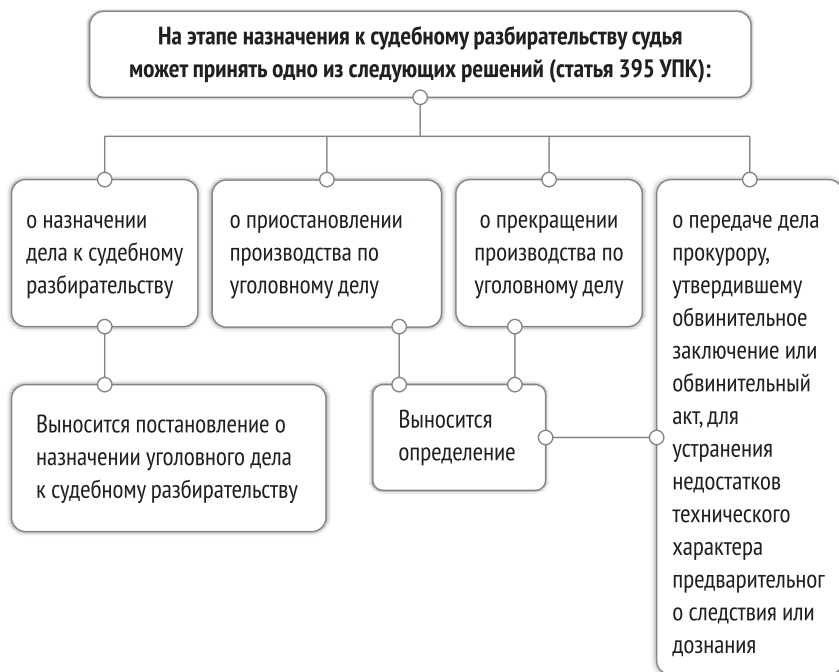 На этапе назначения к судебному разбирательству судья
может принять одно из следующих решений (статья 395 УПК):
о назначении
дела к судебному
разбирательству
о приостановлении
производства по
уголовному делу
о прекращении
производства по
уголовному делу
о передаче дела
прокурору,
утвердившему
обвинительное
заключение или
обвинительный
акт, для
устранения
недостатков
технического
характера
предварительног
о следствия или
дознания
Выносится постановление о
назначении уголовного дела
к судебному разбирательству
Выносится
определение